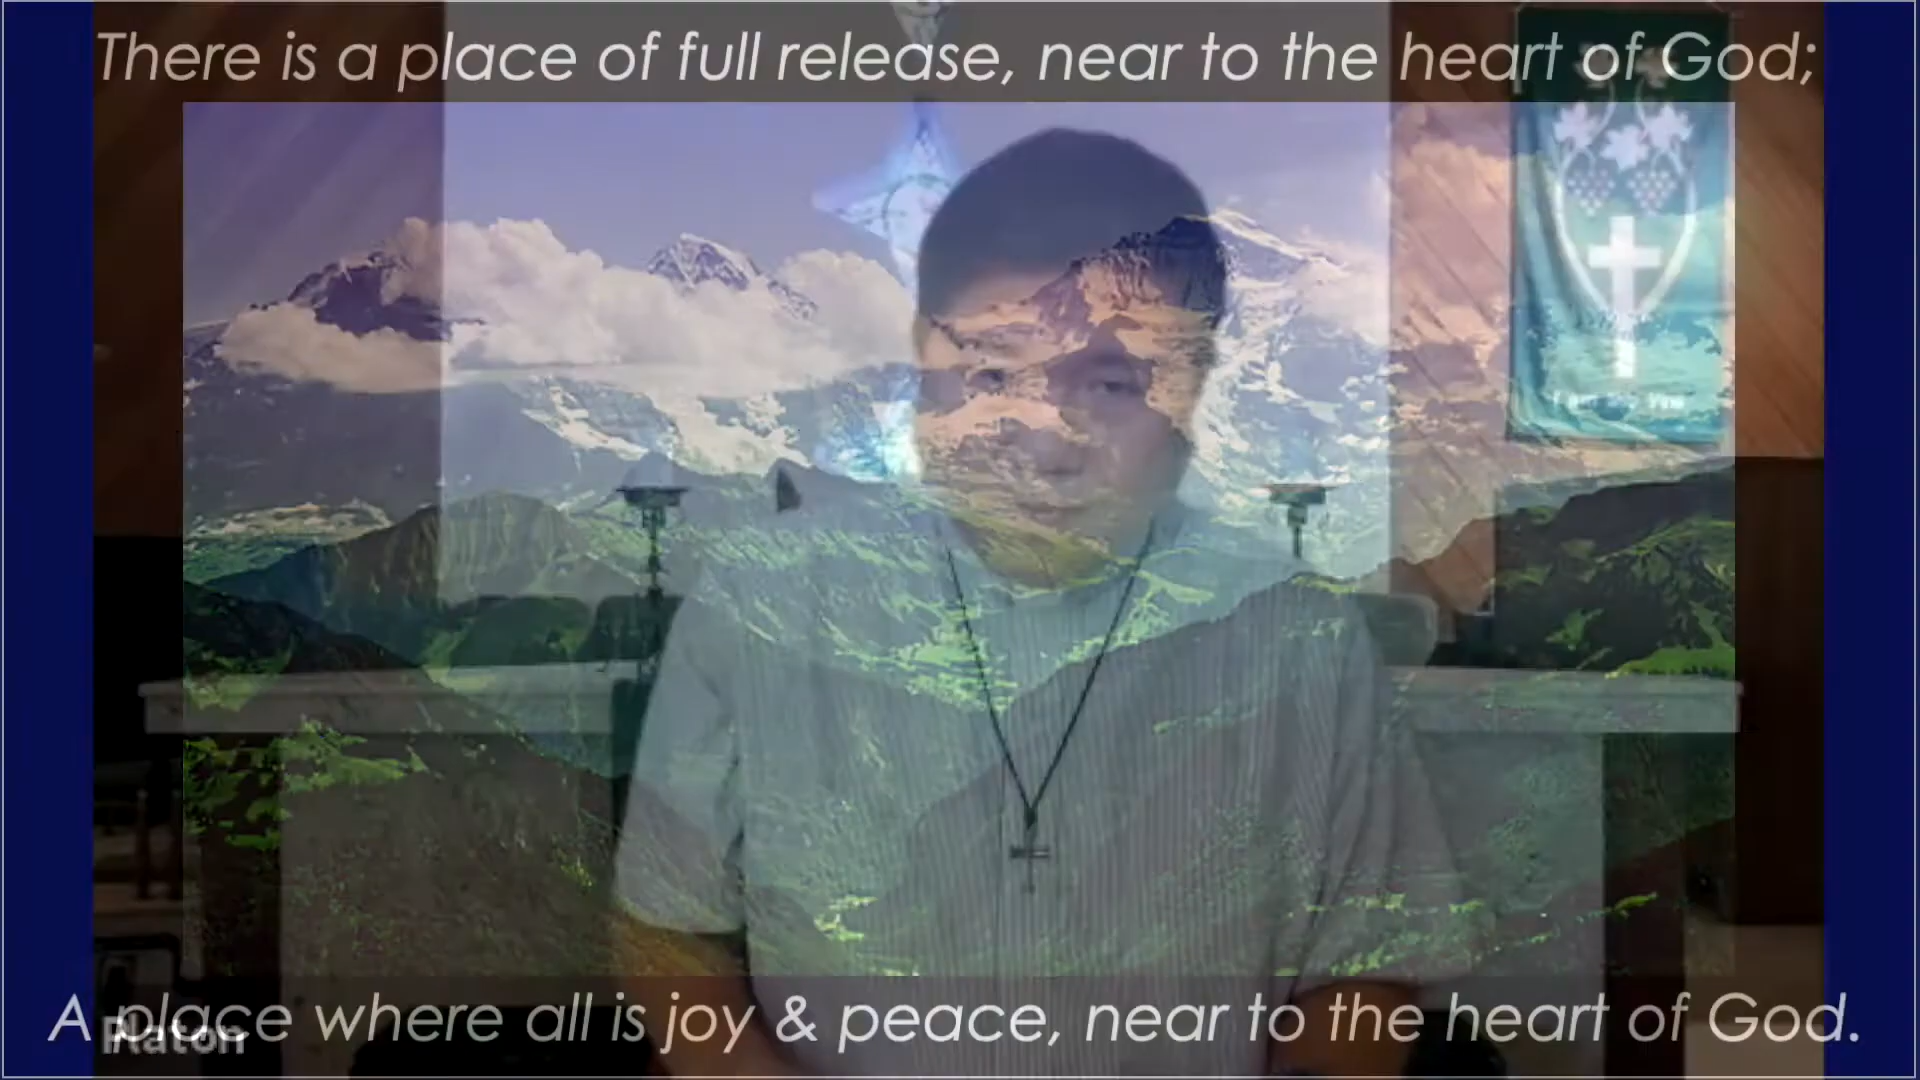 There is a place of full release, near to the heart of God;
A place where all is joy & peace, near to the heart of God.